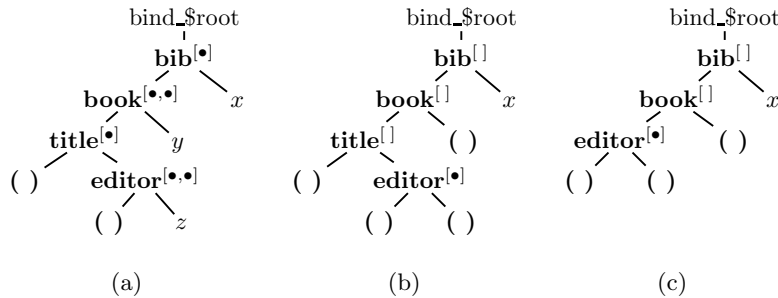 bind_$root bind_$root bind_$root
bib[•] bib[ ] bib[ ]
book[•,•] x book[ ] x book[ ] x
title[•] y title[ ] ( ) editor[•] ( )
( ) editor[•,•] ( ) editor[•] ( ) ( )
( ) z ( ) ( )
(a) (b) (c)